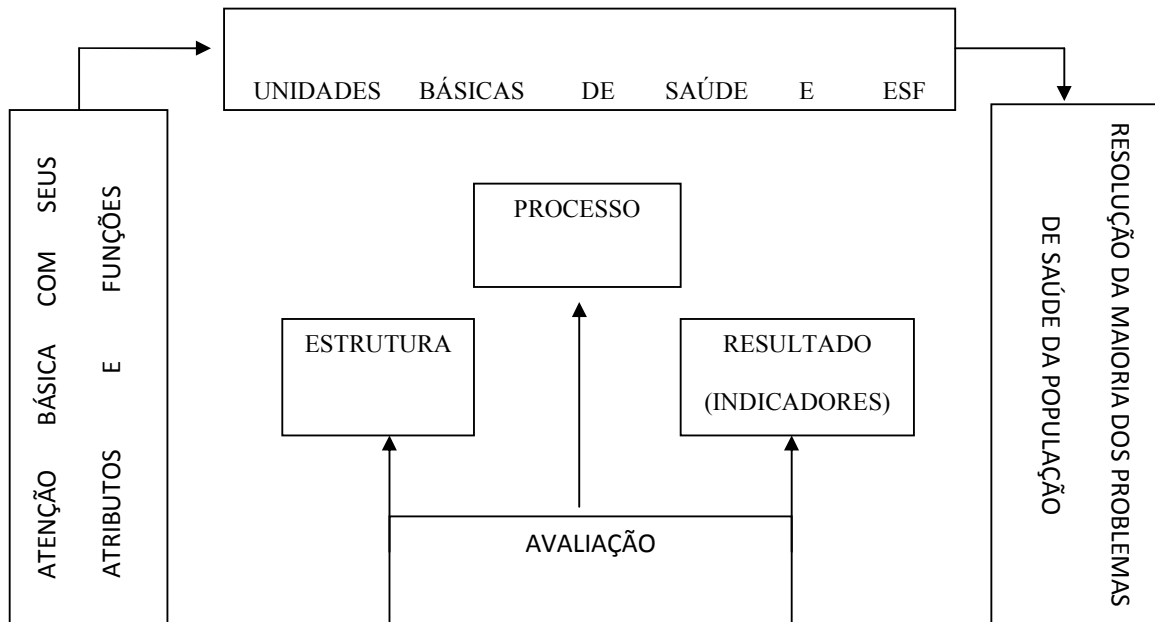 UNIDADES BÁSICAS DE SAÚDE E ESF
ATENÇÃO BÁSICA COM SEUS
ATRIBUTOS E FUNÇÕES
PROCESSO
ESTRUTURA
RESULTADO
(INDICADORES)
AVALIAÇÃO
RESOLUÇÃO DA MAIORIA DOS PROBLEMAS
DE SAÚDE DA POPULAÇÃO